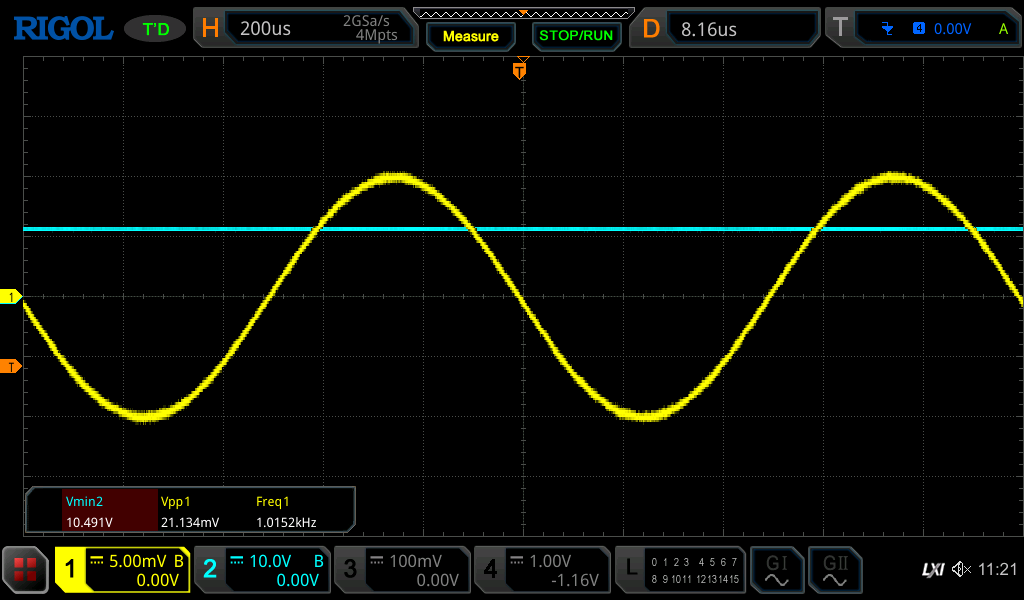 RIGOL T'D H 200us 2GSa/s 4Mpts Measure STOP/RUN D 8.16us T 4 0.00V A
T
1
T
Vmin2 Vpp1 Freq1
10.491V 21.134mV 1.0152kHz
1 5.00mV B 0.00V
2 10.0V B 0.00V
3 100mV 0.00V
4 1.00V -1.16V
L 0 1 2 3 4 5 6 7
8 9 10 11 12 13 14 15
GI GII LXI 11:21